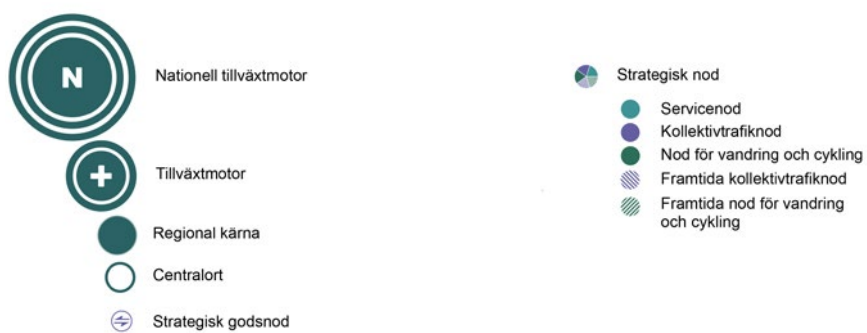 N
Nationell tillväxtmotor
Tillväxtmotor
Regional kärna
Centralort
Strategisk godsnod
Strategisk nod
Servicenod
Kollektivtrafiknod
Nod för vandring och cykling
Framtida kollektivtrafiknod
Framtida nod för vandring
och cykling